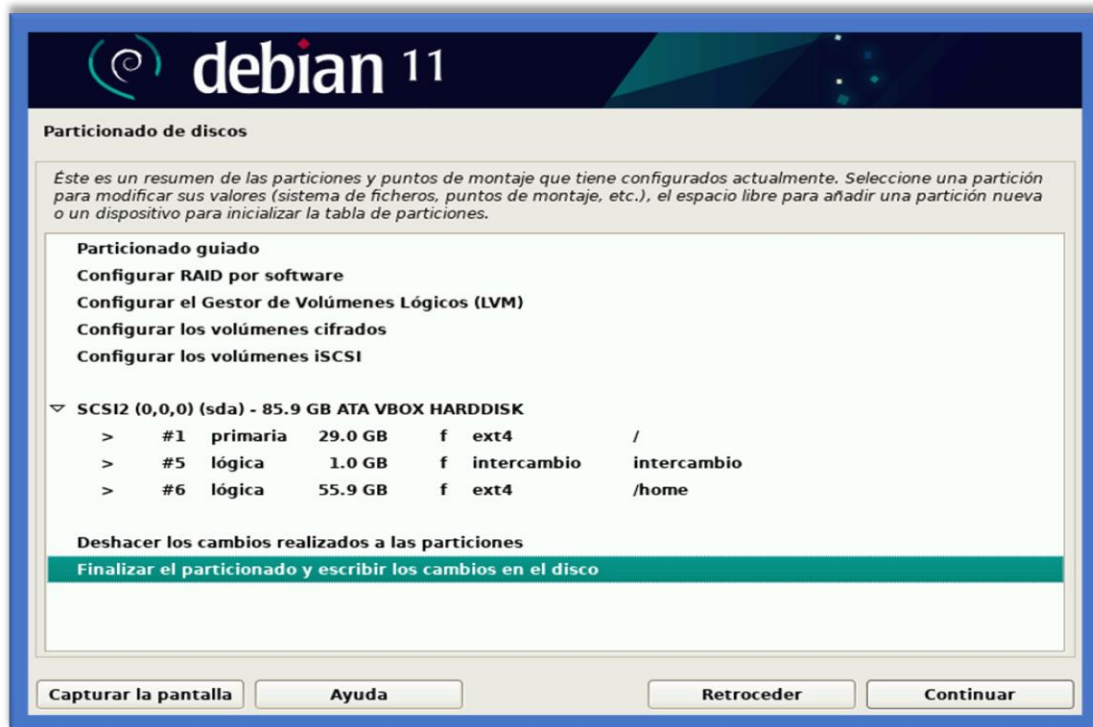 debian 11
Particionado de discos
Éste es un resumen de las particiones y puntos de montaje que tiene configurados actualmente. Seleccione una partición
para modificar sus valores (sistema de ficheros, puntos de montaje, etc.), el espacio libre para añadir una partición nueva
o un dispositivo para inicializar la tabla de particiones.
Particionado guiado
Configurar RAID por software
Configurar el Gestor de Volúmenes Lógicos (LVM)
Configurar los volúmenes cifrados
Configurar los volúmenes iSCSI
SCSI2 (0,0,0) (sda) - 85.9 GB ATA VBOX HARDDISK
> #1 primaria 29.0 GB f ext4 /
> #5 lógica 1.0 GB f intercambio intercambio
> #6 lógica 55.9 GB f ext4 /home
Deshacer los cambios realizados a las particiones
Finalizar el particionado y escribir los cambios en el disco
Capturar la pantalla Ayuda Retroceder Continuar